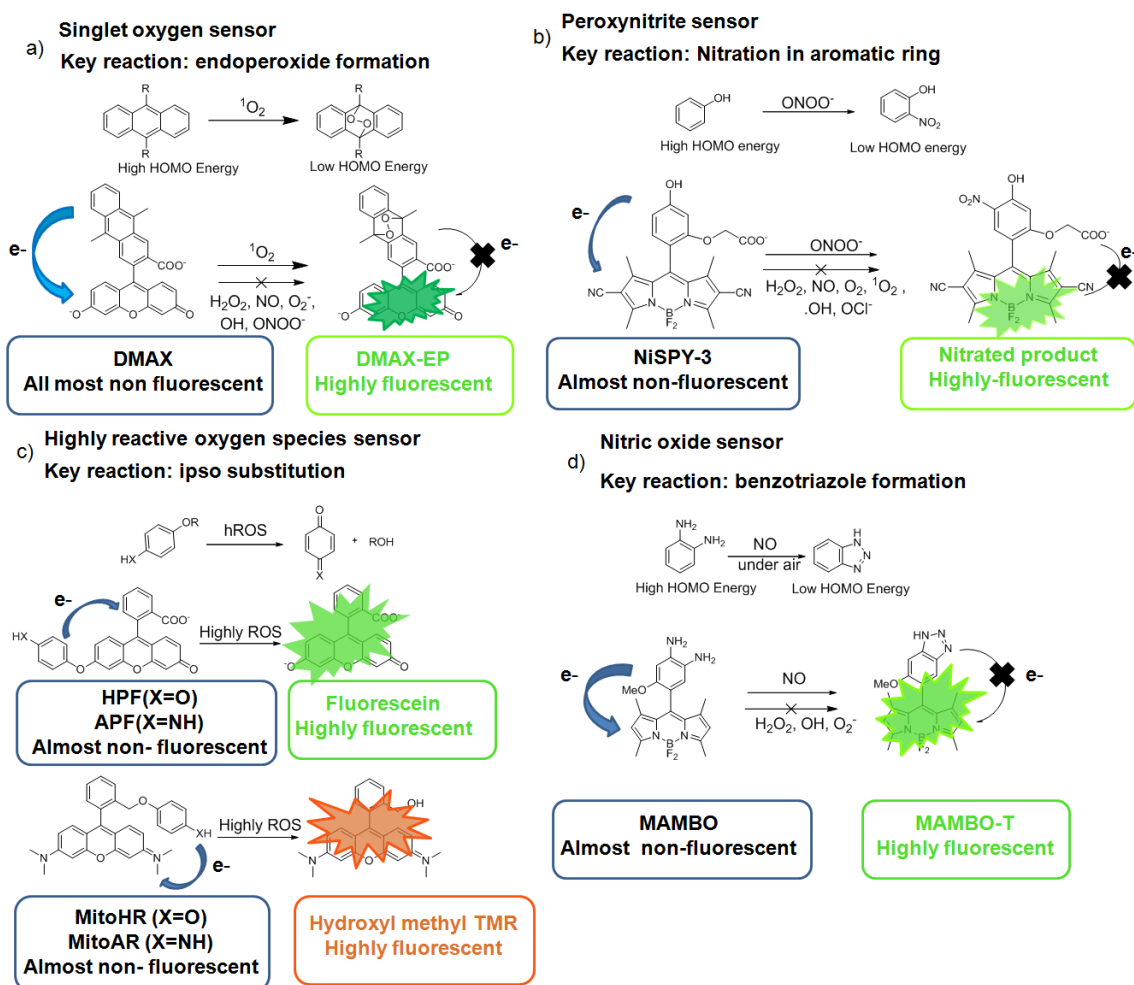 a)
Singlet oxygen sensor
Key reaction: endoperoxide formation
R
R
¹O₂
R
R
O
O
High HOMO Energy
Low HOMO Energy
e-
COO⁻
-O
O
O
¹O₂
H₂O₂, NO, O₂⁻,
OH, ONOO⁻
O
O
COO⁻
-O
O
O
e-
DMAX
All most non fluorescent
DMAX-EP
Highly fluorescent
b)
Peroxynitrite sensor
Key reaction: Nitration in aromatic ring
OH
ONOO⁻
OH
NO₂
High HOMO energy
Low HOMO energy
e-
OH
O
COO⁻
NC
CN
N
B
N
F₂
ONOO⁻
H₂O₂, NO, O₂, ¹O₂ ,
.OH, OCl⁻
OH
O₂N
O
COO⁻
NC
CN
N
B
N
F₂
e-
NiSPY-3
Almost non-fluorescent
Nitrated product
Highly-fluorescent
c)
Highly reactive oxygen species sensor
Key reaction: ipso substitution
OR
HX
hROS
O
X
+ ROH
e-
HX
O
COO⁻
O
O
Highly ROS
COO⁻
-O
O
O
HPF(X=O)
APF(X=NH)
Almost non- fluorescent
Fluorescein
Highly fluorescent
O
XH
N
O
N
e-
Highly ROS
OH
N
O
N
MitoHR (X=O)
MitoAR (X=NH)
Almost non- fluorescent
Hydroxyl methyl TMR
Highly fluorescent
d)
Nitric oxide sensor
Key reaction: benzotriazole formation
NH₂
NH₂
NO
under air
H
N
N
N
High HOMO Energy
Low HOMO Energy
e-
NH₂
NH₂
MeO
N
B
N
F₂
NO
H₂O₂, OH, O₂⁻
HN
N
N
MeO
N
B
N
F₂
e-
MAMBO
Almost non-fluorescent
MAMBO-T
Highly fluorescent